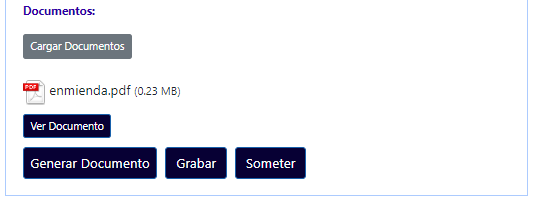 Documentos:
Cargar Documentos
PDF
enmienda.pdf (0.23 MB)
Ver Documento
Generar Documento Grabar Someter